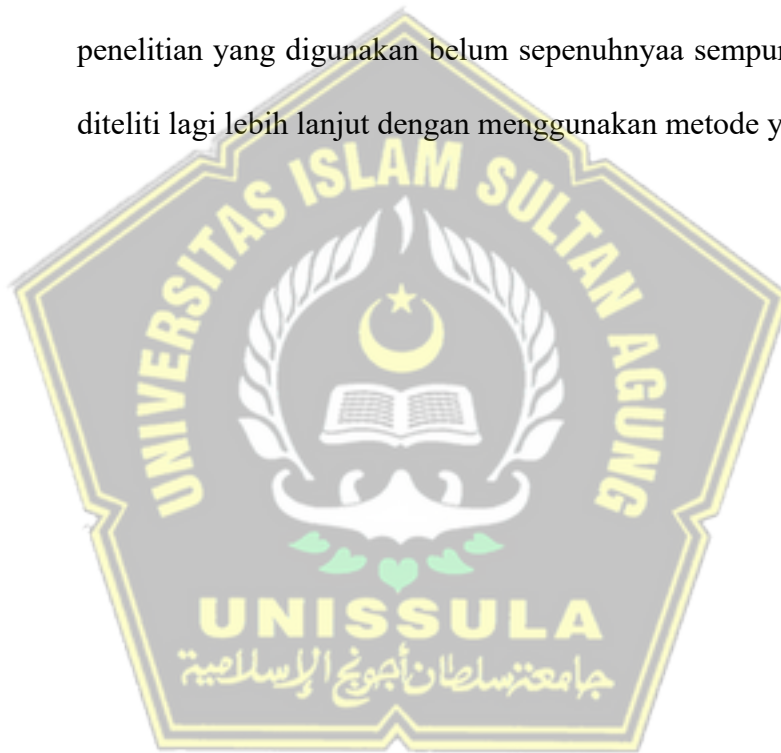 penelitian yang digunakan belum sepenuhnyaa
diteliti lagi lebih lanjut dengan menggunakan metode
UNIVERSITAS ISLAM SULTAN AGUNG
UNISSULA
جامعة سلطان أجونج الإسلامية